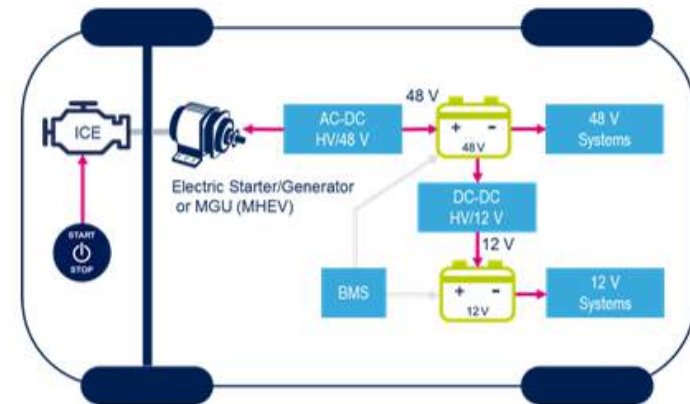 ICE
START
STOP
Electric Starter/Generator
or MGU (MHEV)
AC-DC
HV/48 V
48 V
+ -
48 V
48 V
Systems
DC-DC
HV/12 V
12 V
BMS
+ -
12 V
12 V
Systems